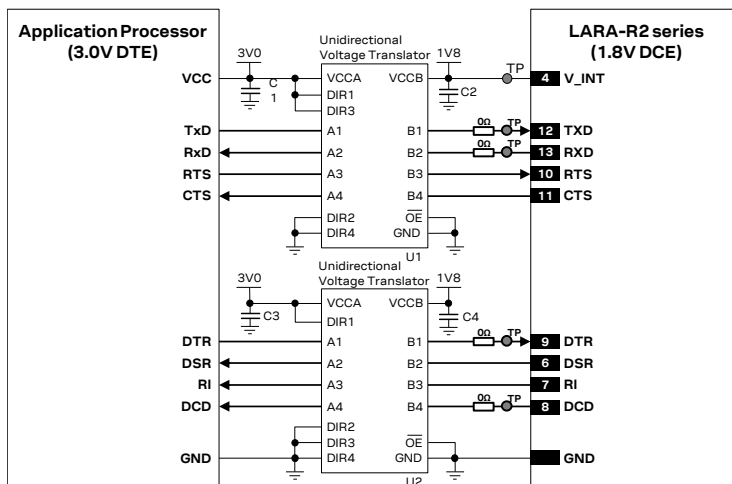 Application Processor
(3.0V DTE)
Unidirectional
Voltage Translator
LARA-R2 series
(1.8V DCE)
3V0
1V8
TP
VCC
C
1
VCCA
VCCB
C2
4
V_INT
DIR1
DIR3
TxD
A1
B1
0Ω
TP
12
TXD
RxD
A2
B2
0Ω
TP
13
RXD
RTS
A3
B3
10
RTS
CTS
A4
B4
11
CTS
DIR2
OE
DIR4
GND
U1
Unidirectional
Voltage Translator
3V0
1V8
VCCA
VCCB
C3
C4
DIR1
DTR
A1
B1
0Ω
TP
9
DTR
DSR
A2
B2
6
DSR
RI
A3
B3
7
RI
DCD
A4
B4
0Ω
TP
8
DCD
DIR2
DIR3
OE
GND
DIR4
GND
GND
U2